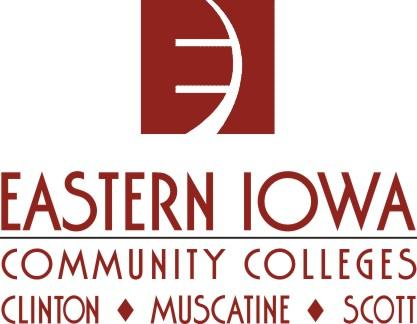 EASTERN IOWA
COMMUNITY COLLEGES
CLINTON ♦ MUSCATINE ♦ SCOTT